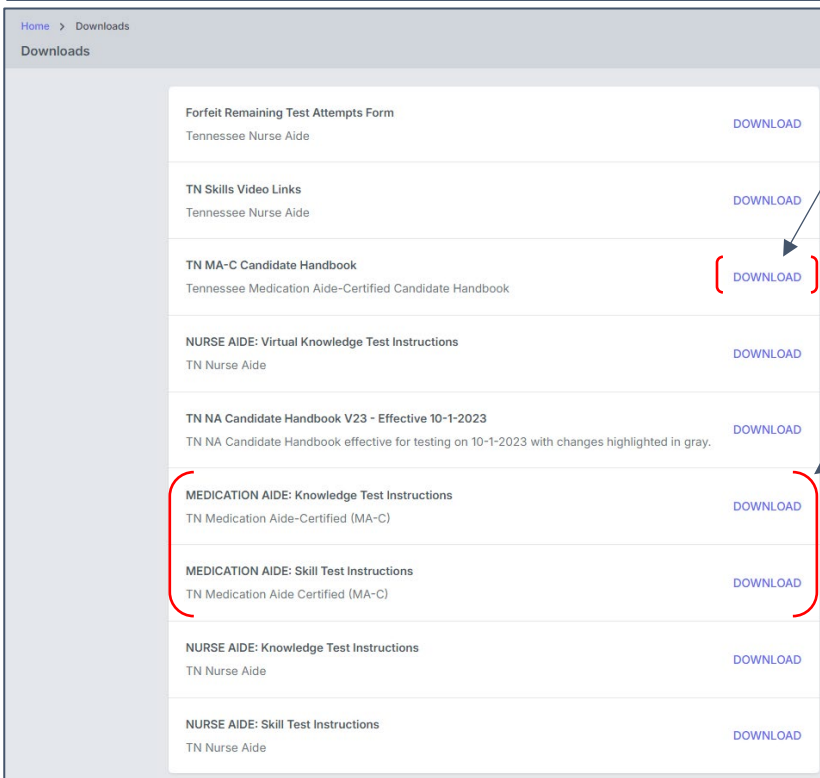 Home > Downloads
Downloads
Forfeit Remaining Test Attempts Form
Tennessee Nurse Aide
DOWNLOAD
TN Skills Video Links
Tennessee Nurse Aide
DOWNLOAD
TN MA-C Candidate Handbook
Tennessee Medication Aide-Certified Candidate Handbook
DOWNLOAD
NURSE AIDE: Virtual Knowledge Test Instructions
TN Nurse Aide
DOWNLOAD
TN NA Candidate Handbook V23 - Effective 10-1-2023
TN NA Candidate Handbook effective for testing on 10-1-2023 with changes highlighted in gray.
DOWNLOAD
MEDICATION AIDE: Knowledge Test Instructions
TN Medication Aide-Certified (MA-C)
DOWNLOAD
MEDICATION AIDE: Skill Test Instructions
TN Medication Aide Certified (MA-C)
DOWNLOAD
NURSE AIDE: Knowledge Test Instructions
TN Nurse Aide
DOWNLOAD
NURSE AIDE: Skill Test Instructions
TN Nurse Aide
DOWNLOAD